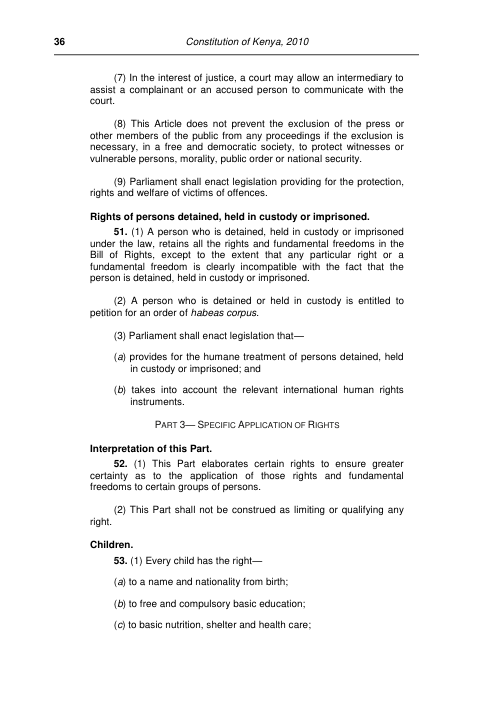 36 Constitution of Kenya, 2010
(7) In the interest of justice, a court may allow an intermediary to
assist a complainant or an accused person to communicate with the
court.
(8) This Article does not prevent the exclusion of the press or
other members of the public from any proceedings if the exclusion is
necessary, in a free and democratic society, to protect witnesses or
vulnerable persons, morality, public order or national security.
(9) Parliament shall enact legislation providing for the protection,
rights and welfare of victims of offences.
Rights of persons detained, held in custody or imprisoned.
51. (1) A person who is detained, held in custody or imprisoned
under the law, retains all the rights and fundamental freedoms in the
Bill of Rights, except to the extent that any particular right or a
fundamental freedom is clearly incompatible with the fact that the
person is detained, held in custody or imprisoned.
(2) A person who is detained or held in custody is entitled to
petition for an order of habeas corpus.
(3) Parliament shall enact legislation that—
(a) provides for the humane treatment of persons detained, held
in custody or imprisoned; and
(b) takes into account the relevant international human rights
instruments.
PART 3— SPECIFIC APPLICATION OF RIGHTS
Interpretation of this Part.
52. (1) This Part elaborates certain rights to ensure greater
certainty as to the application of those rights and fundamental
freedoms to certain groups of persons.
(2) This Part shall not be construed as limiting or qualifying any
right.
Children.
53. (1) Every child has the right—
(a) to a name and nationality from birth;
(b) to free and compulsory basic education;
(c) to basic nutrition, shelter and health care;